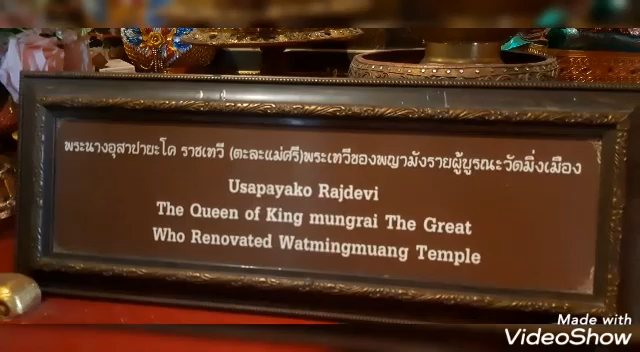 พระนางอุสาปายะโค ราชเทวี (ตะละแม่ศรี)พระเทวีของพญามังรายผู้บูรณะวัดมิ่งเมือง
Usapayako Rajdevi
The Queen of King mungrai The Great
Who Renovated Watmingmuang Temple
Made with
VideoShow